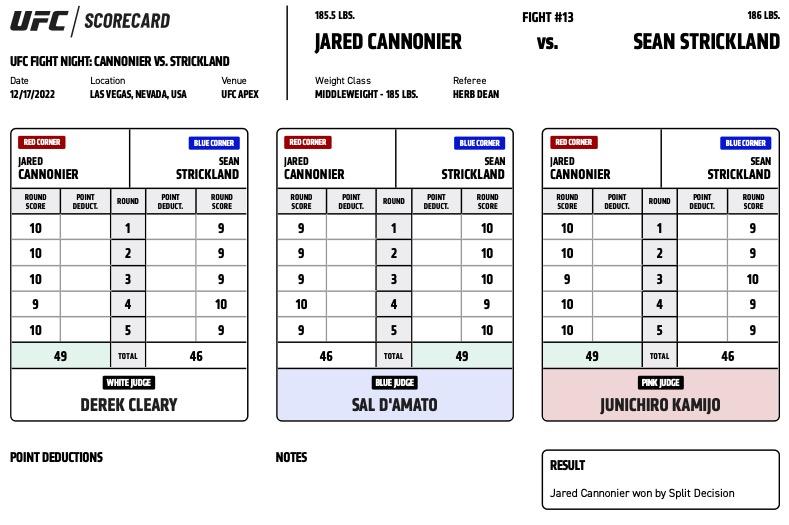 UFC SCORECARD
UFC FIGHT NIGHT: CANNONIER VS. STRICKLAND
Date Location Venue
12/17/2022 LAS VEGAS, NEVADA, USA UFC APEX
185.5 LBS. FIGHT #13 186 LBS.
JARED CANNONIER VS. SEAN STRICKLAND
Weight Class Referee
MIDDLEWEIGHT - 185 LBS. HERB DEAN
RED CORNER BLUE CORNER
JARED SEAN
CANNONIER STRICKLAND
ROUND SCORE POINT DEDUCT. ROUND POINT DEDUCT. ROUND SCORE
10 1 9
10 2 9
10 3 9
9 4 10
10 5 9
49 TOTAL 46
WHITE JUDGE
DEREK CLEARY
RED CORNER BLUE CORNER
JARED SEAN
CANNONIER STRICKLAND
ROUND SCORE POINT DEDUCT. ROUND POINT DEDUCT. ROUND SCORE
9 1 10
9 2 10
9 3 10
10 4 9
9 5 10
46 TOTAL 49
BLUE JUDGE
SAL D'AMATO
RED CORNER BLUE CORNER
JARED SEAN
CANNONIER STRICKLAND
ROUND SCORE POINT DEDUCT. ROUND POINT DEDUCT. ROUND SCORE
10 1 9
10 2 9
9 3 10
10 4 9
10 5 9
49 TOTAL 46
PINK JUDGE
JUNICHIRO KAMIJO
POINT DEDUCTIONS
NOTES
RESULT
Jared Cannonier won by Split Decision